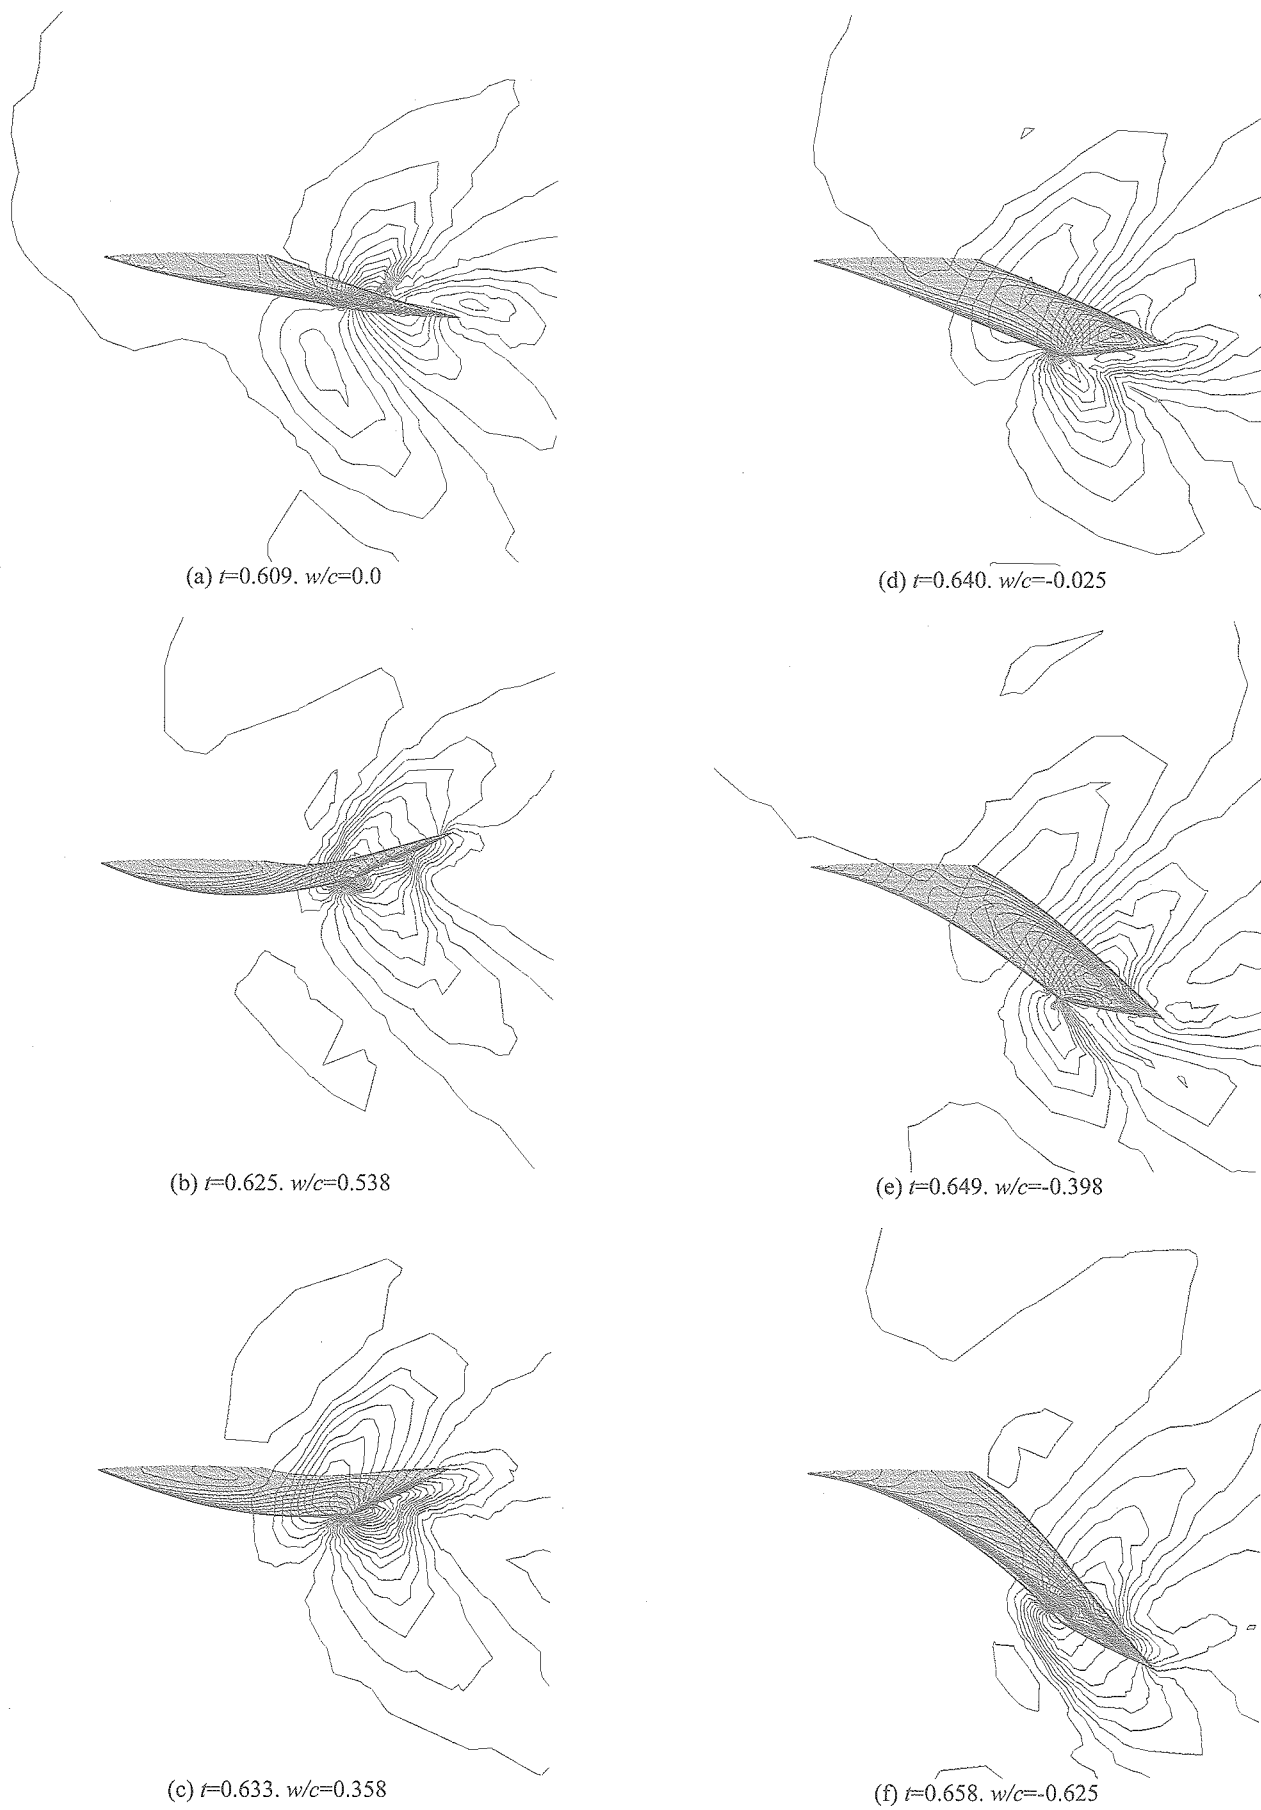 (a) t=0.609. w/c=0.0
(d) t=0.640. w/c=-0.025
(b) t=0.625. w/c=0.538
(e) t=0.649. w/c=-0.398
(c) t=0.633. w/c=0.358
(f) t=0.658. w/c=-0.625